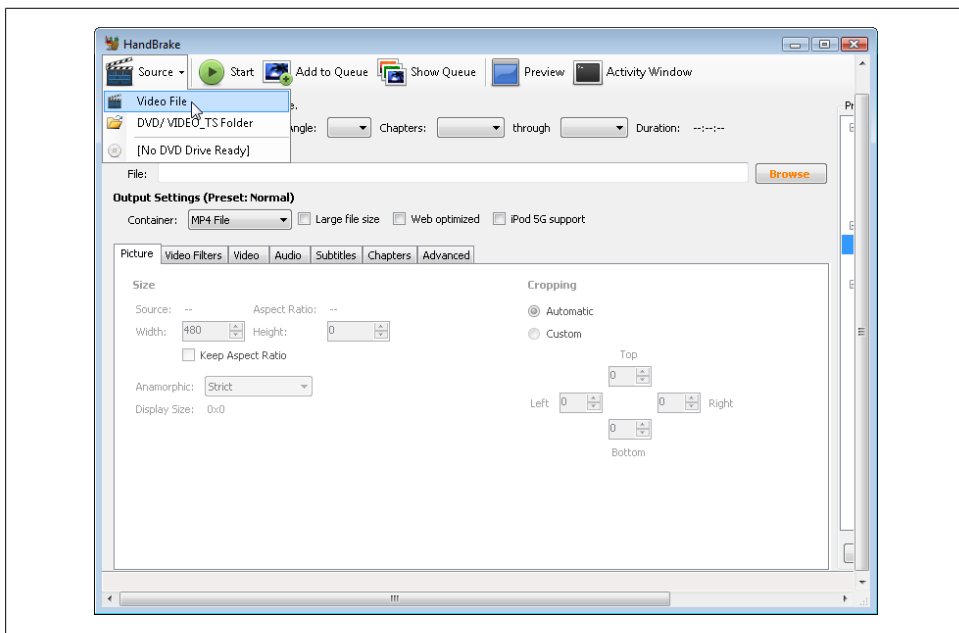 HandBrake
Source Start Add to Queue Show Queue Preview Activity Window
Video File
DVD/ VIDEO_TS Folder
[No DVD Drive Ready]
Angle: Chapters: through Duration: --:--:--
File: Browse
Output Settings (Preset: Normal)
Container: MP4 File Large file size Web optimized iPod 5G support
Picture Video Filters Video Audio Subtitles Chapters Advanced
Size Cropping
Source: -- Aspect Ratio: -- Automatic
Width: 480 Height: 0 Custom
Keep Aspect Ratio Top
0
Anamorphic: Strict
Left 0 0 Right
Display Size: 0x0
0
Bottom